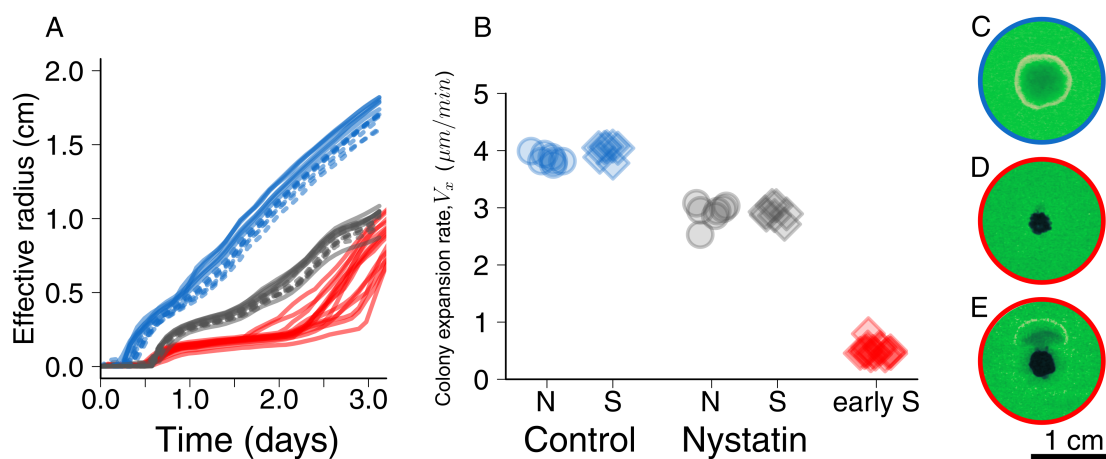 A
Effective radius (cm)
2.0
1.5
1.0
0.5
0.0
0.0 1.0 2.0 3.0
Time (days)
B
Colony expansion rate, V_x (μm/min)
5
4
3
2
1
0
N S N S early S
Control Nystatin
C
D
E
1 cm